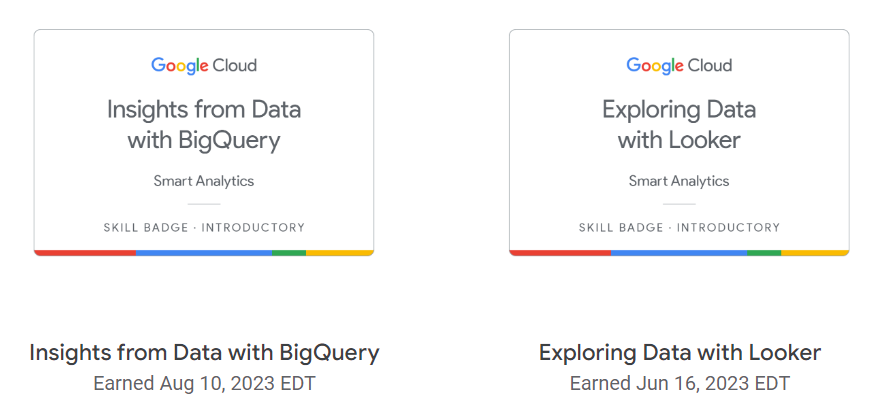 Google Cloud
Insights from Data
with BigQuery
Smart Analytics
SKILL BADGE · INTRODUCTORY
Insights from Data with BigQuery
Earned Aug 10, 2023 EDT
Google Cloud
Exploring Data
with Looker
Smart Analytics
SKILL BADGE · INTRODUCTORY
Exploring Data with Looker
Earned Jun 16, 2023 EDT